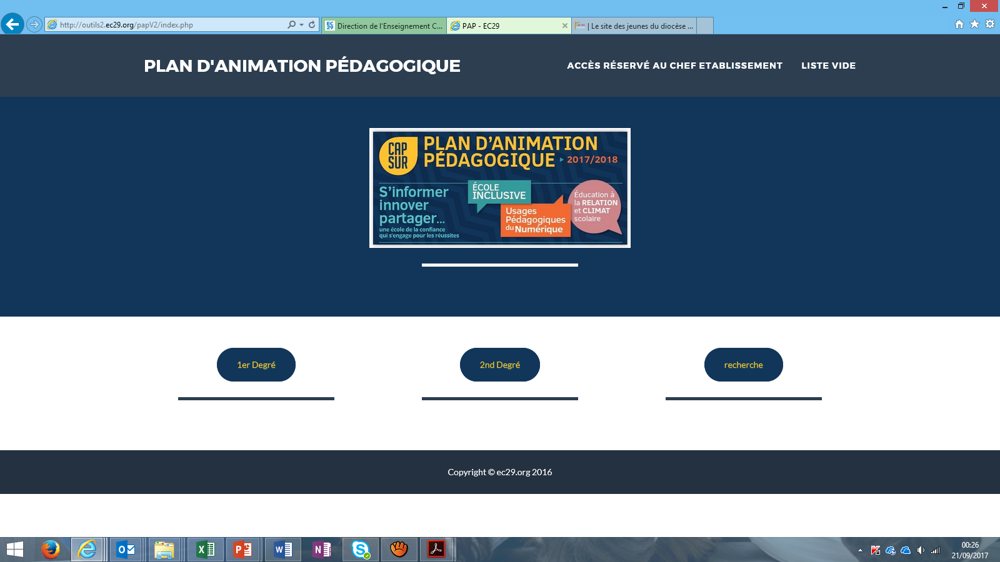 http://outils2.ec29.org/papV2/index.php
Direction de l'Enseignement C...
PAP - EC29
| Le site des jeunes du diocèse ...
PLAN D'ANIMATION PÉDAGOGIQUE
ACCÈS RÉSERVÉ AU CHEF ETABLISSEMENT
LISTE VIDE
CAP
SUR
PLAN D'ANIMATION
PÉDAGOGIQUE 2017/2018
S'informer
innover
partager...
une école de la confiance
qui s'engage pour les réussites
ÉCOLE
INCLUSIVE
Usages
Pédagogiques
du Numérique
Éducation à
la RELATION
et CLIMAT
scolaire
1er Degré
2nd Degré
recherche
Copyright © ec29.org 2016
00:26
21/09/2017